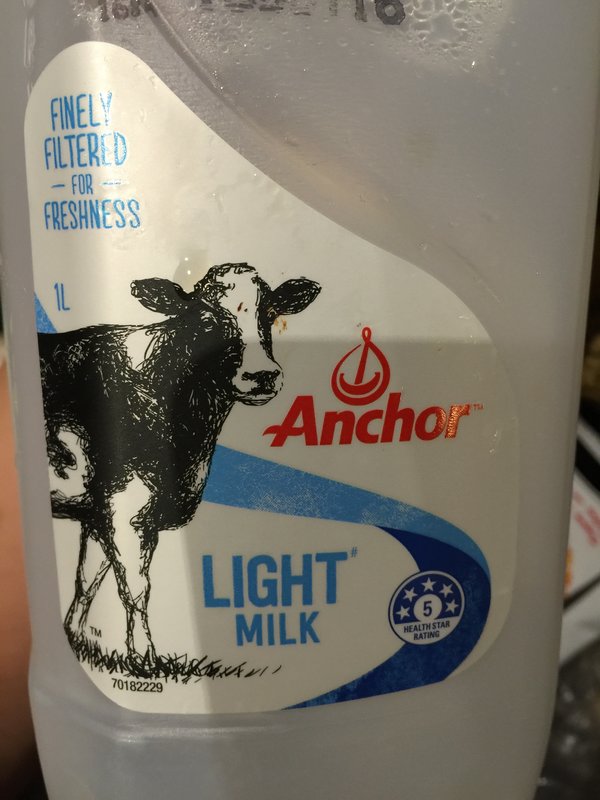 FINELY
FILTERED
– FOR –
FRESHNESS
1L
Anchor™
LIGHT#
MILK
5
HEALTH STAR
RATING
TM
70182229